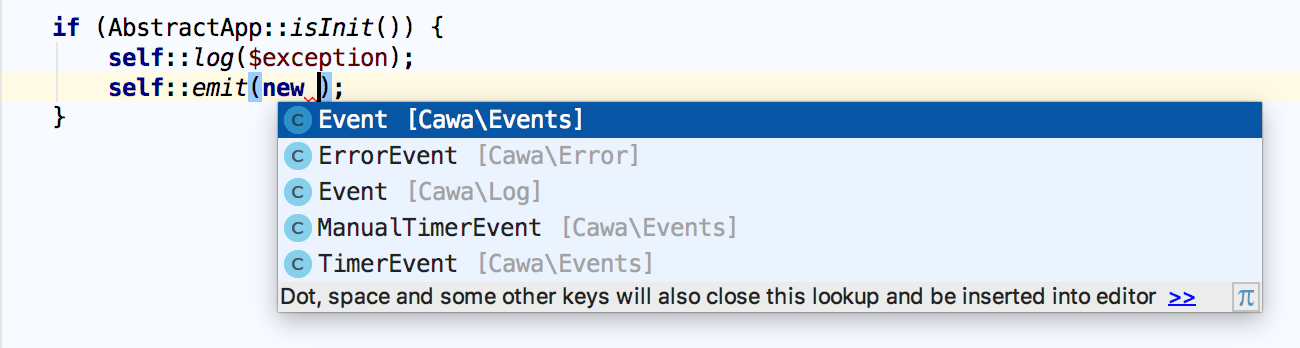 if (AbstractApp::isInit()) {
self::log($exception);
self::emit(new );
}
C Event [Cawa\Events]
C ErrorEvent [Cawa\Error]
C Event [Cawa\Log]
C ManualTimerEvent [Cawa\Events]
C TimerEvent [Cawa\Events]
Dot, space and some other keys will also close this lookup and be inserted into editor >> π